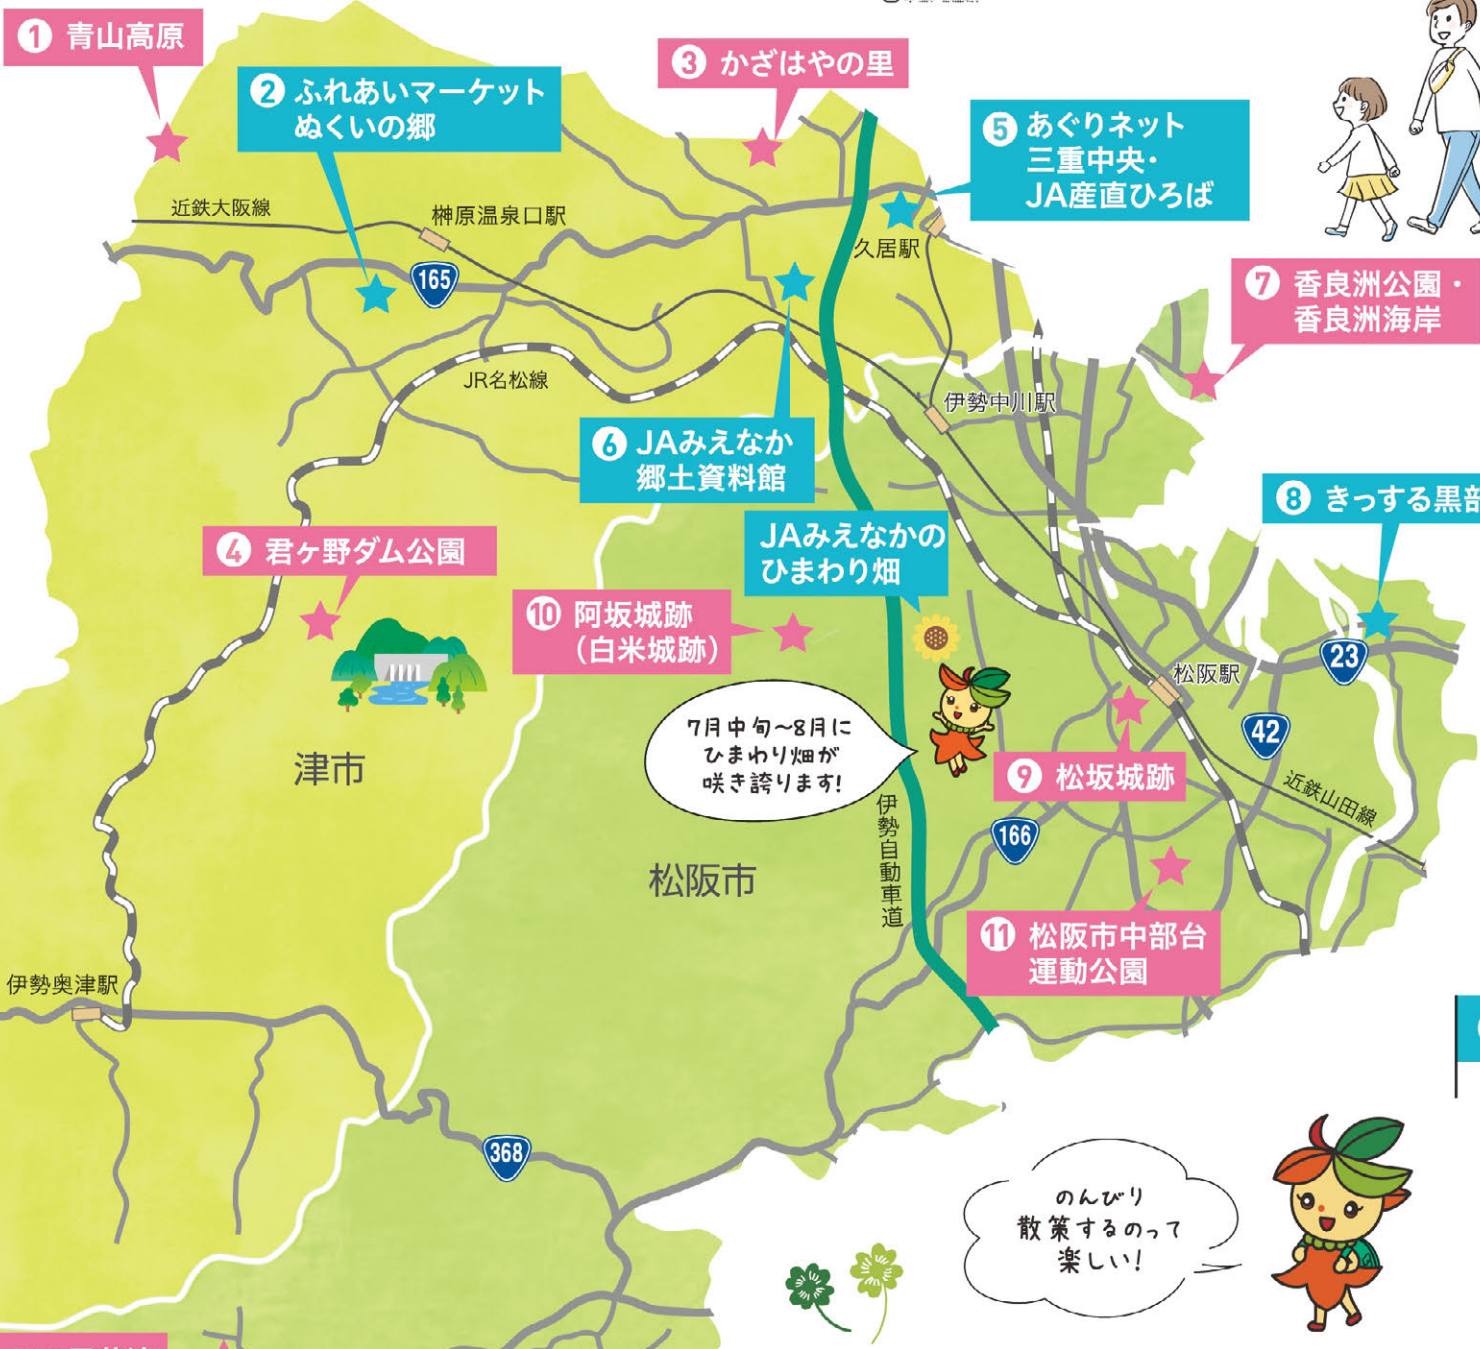 ① 青山高原
② ふれあいマーケット
ぬくいの郷
③ かざはやの里
⑤ あぐりネット
三重中央・
JA産直ひろば
近鉄大阪線
榊原温泉口駅
久居駅
165
⑦ 香良洲公園・
香良洲海岸
JR名松線
伊勢中川駅
⑥ JAみえなか
郷土資料館
⑧ きっする黒部
④ 君ヶ野ダム公園
JAみえなかの
ひまわり畑
⑩ 阿坂城跡
（白米城跡）
23
松阪駅
42
7月中旬〜8月に
ひまわり畑が
咲き誇ります!
津市
⑨ 松坂城跡
近鉄山田線
伊勢自動車道
166
松阪市
⑪ 松阪市中部台
運動公園
伊勢奥津駅
368
のんびり
散策するのって
楽しい!